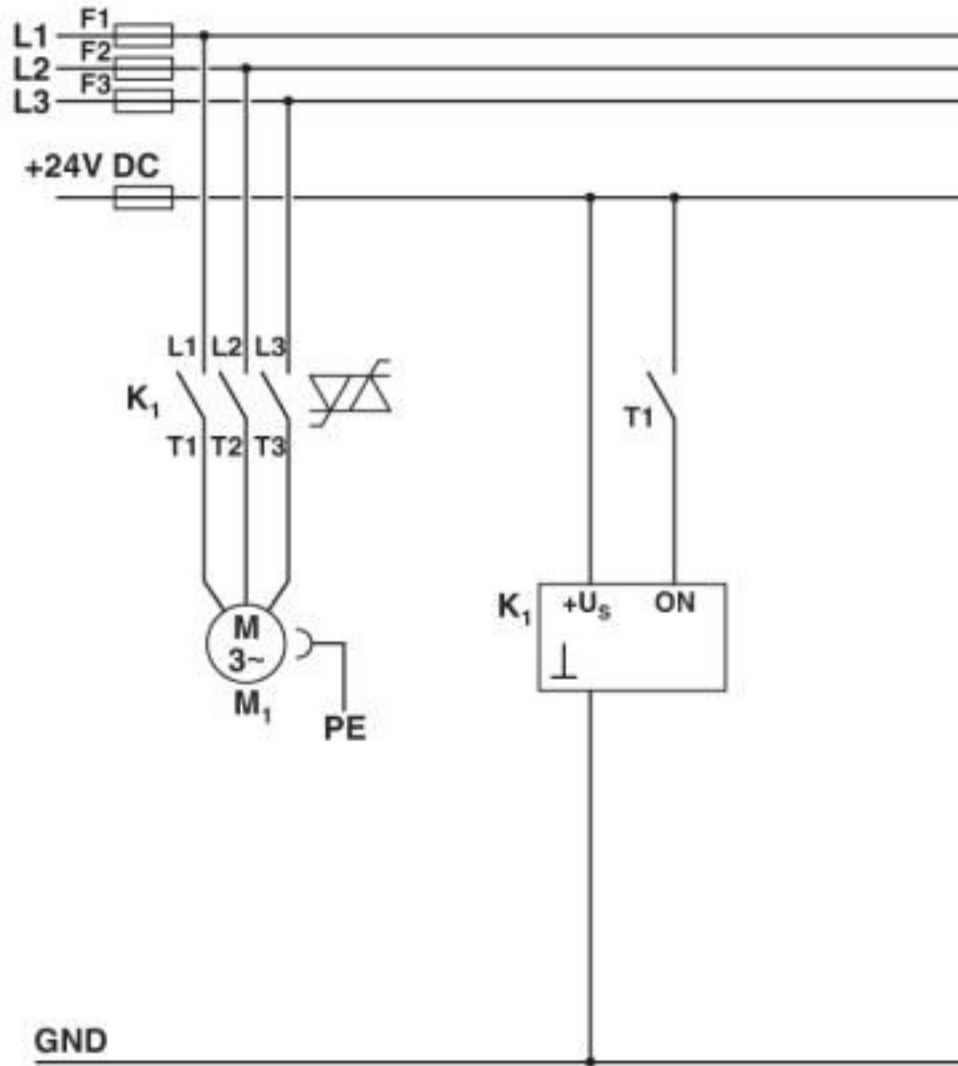 F1
L1
F2
L2
F3
L3
+24V DC
L1 L2 L3
K1
T1 T2 T3
T1
K1 +Us ON
M
3~
M1
PE
GND